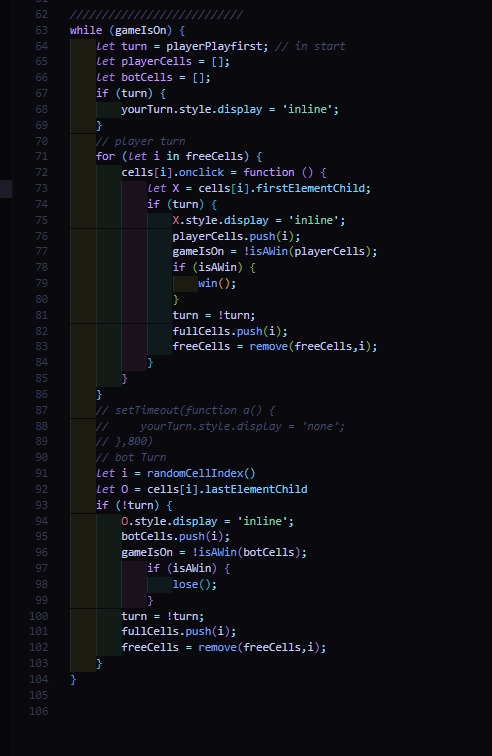 62 ///////////////////////////
63 while (gameIsOn) {
64 let turn = playerPlayfirst; // in start
65 let playerCells = [];
66 let botCells = [];
67 if (turn) {
68 yourTurn.style.display = 'inline';
69 }
70 // player turn
71 for (let i in freeCells) {
72 cells[i].onclick = function () {
73 let X = cells[i].firstElementChild;
74 if (turn) {
75 X.style.display = 'inline';
76 playerCells.push(i);
77 gameIsOn = !isAWin(playerCells);
78 if (isAWin) {
79 win();
80 }
81 turn = !turn;
82 fullCells.push(i);
83 freeCells = remove(freeCells,i);
84 }
85 }
86 }
87 // setTimeout(function a() {
88 // yourTurn.style.display = 'none';
89 // },800)
90 // bot Turn
91 let i = randomCellIndex()
92 let O = cells[i].lastElementChild
93 if (!turn) {
94 O.style.display = 'inline';
95 botCells.push(i);
96 gameIsOn = !isAWin(botCells);
97 if (isAWin) {
98 lose();
99 }
100 turn = !turn;
101 fullCells.push(i);
102 freeCells = remove(freeCells,i);
103 }
104 }
105
106